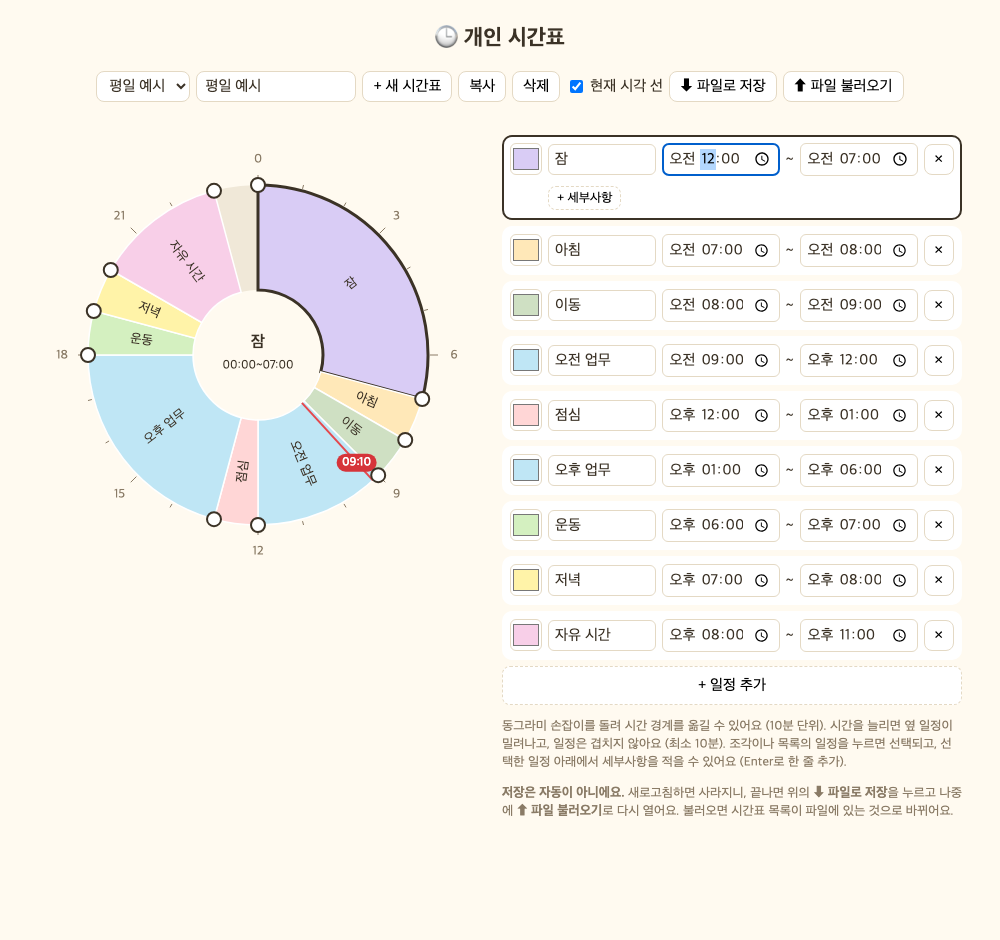 🕒 개인 시간표
평일 예시 평일 예시 + 새 시간표 복사 삭제 현재 시각 선 ⬇ 파일로 저장 ⬆ 파일 불러오기
0
3
6
9
12
15
18
21
잠
아침
이동
오전 업무
점심
오후 업무
운동
저녁
자유 시간
잠
00:00~07:00
09:10
잠 오전 12:00 ~ 오전 07:00 ×
+ 세부사항
아침 오전 07:00 ~ 오전 08:00 ×
이동 오전 08:00 ~ 오전 09:00 ×
오전 업무 오전 09:00 ~ 오후 12:00 ×
점심 오후 12:00 ~ 오후 01:00 ×
오후 업무 오후 01:00 ~ 오후 06:00 ×
운동 오후 06:00 ~ 오후 07:00 ×
저녁 오후 07:00 ~ 오후 08:00 ×
자유 시간 오후 08:00 ~ 오후 11:00 ×
+ 일정 추가
동그라미 손잡이를 돌려 시간 경계를 옮길 수 있어요 (10분 단위). 시간을 늘리면 옆 일정이
밀려나고, 일정은 겹치지 않아요 (최소 10분). 조각이나 목록의 일정을 누르면 선택되고, 선
택한 일정 아래에서 세부사항을 적을 수 있어요 (Enter로 한 줄 추가).
저장은 자동이 아니에요. 새로고침하면 사라지니, 끝나면 위의 ⬇ 파일로 저장을 누르고 나중
에 ⬆ 파일 불러오기로 다시 열어요. 불러오면 시간표 목록이 파일에 있는 것으로 바뀌어요.